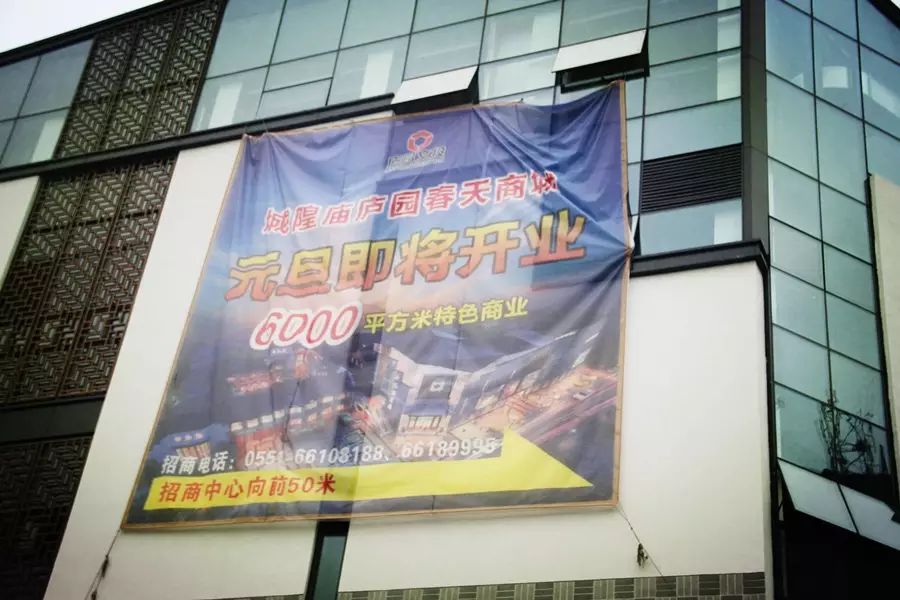 城隍庙庐园春天商城
元旦即将开业
6000平方米特色商业
招商电话：0551-66108188、66189995
招商中心向前50米